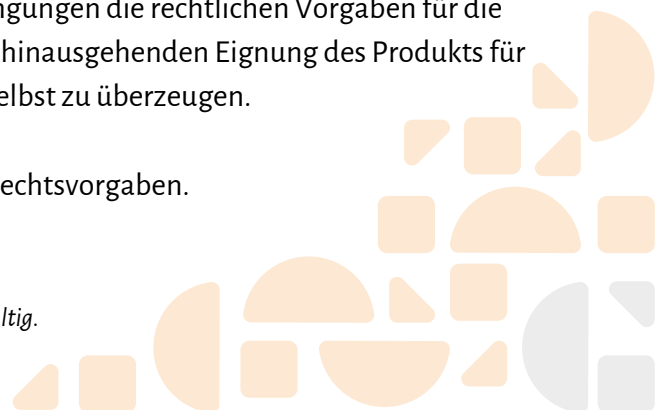 ngungen die rechtlichen Vorgaben für die
hinausgehenden Eignung des Produkts für
elbst zu überzeugen.
echtsvorgaben.
ltig.